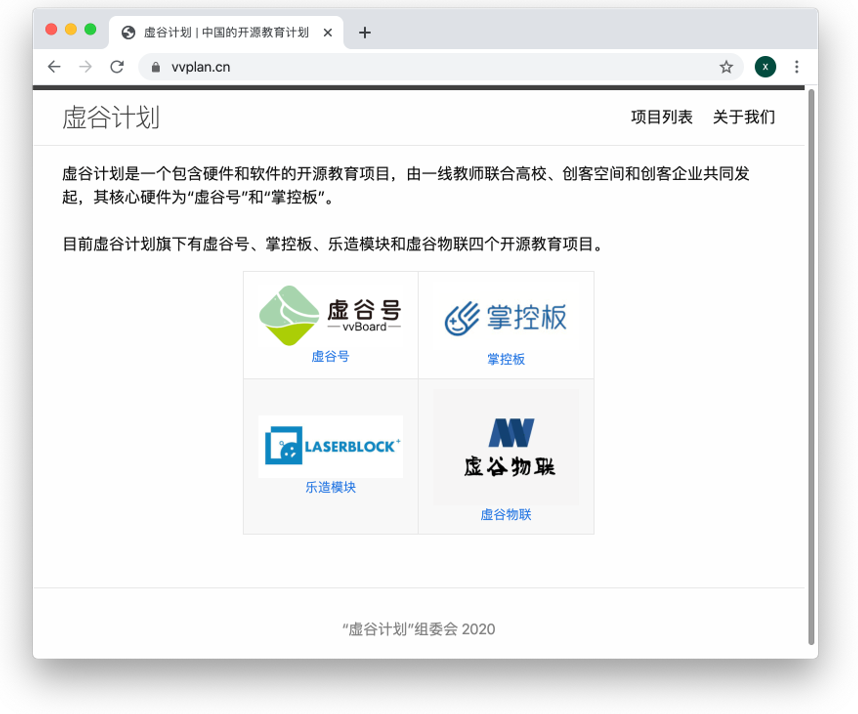 虚谷计划 | 中国的开源教育计划
vvplan.cn
X
虚谷计划
项目列表 关于我们
虚谷计划是一个包含硬件和软件的开源教育项目，由一线教师联合高校、创客空间和创客企业共同发
起，其核心硬件为“虚谷号”和“掌控板”。
目前虚谷计划旗下有虚谷号、掌控板、乐造模块和虚谷物联四个开源教育项目。
虚谷号
vvBoard
虚谷号
掌控板
掌控板
LASERBLOCK+
乐造模块
虚谷物联
虚谷物联
“虚谷计划”组委会 2020